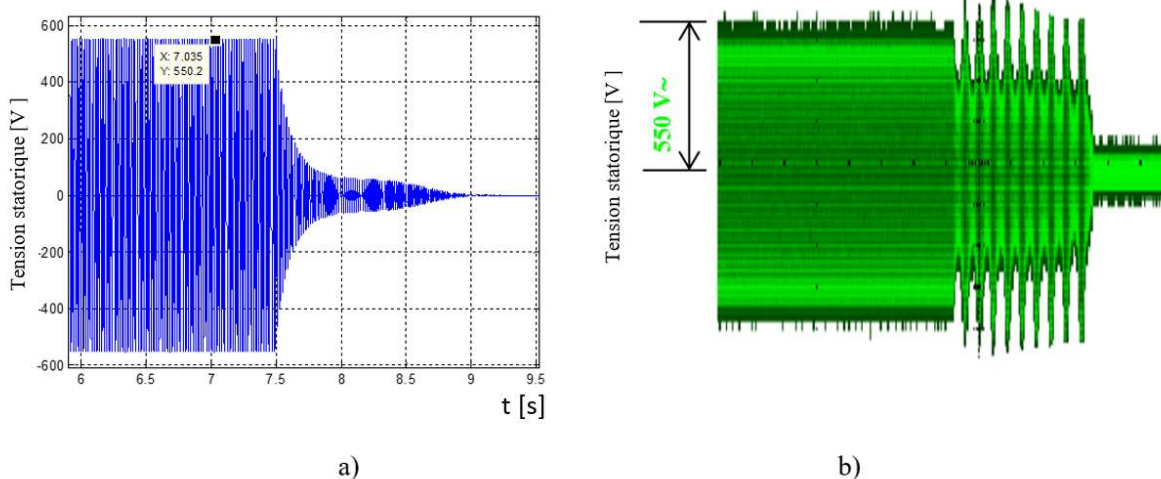 600
400
200
0
-200
-400
-600
Tension statorique [V ]
X: 7.035
Y: 550.2
6
6.5
7
7.5
8
8.5
9
9.5
t [s]
a)
Tension statorique [V ]
550 V~
b)